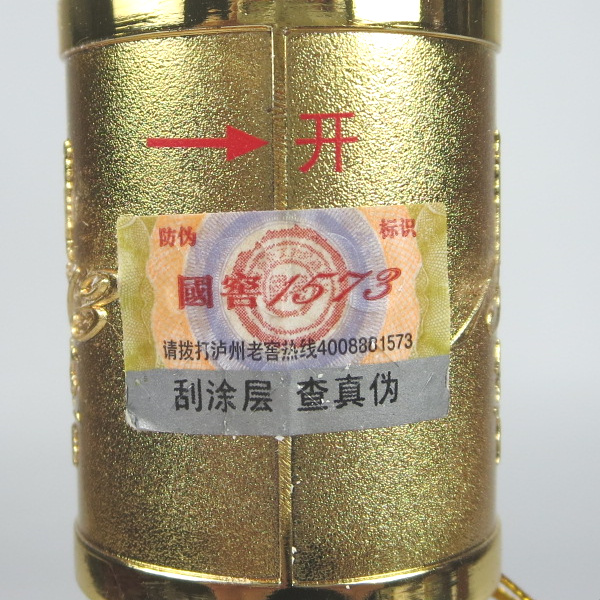 开
防伪 标识
國窖1573
请拨打泸州老窖热线4008801573
刮涂层 查真伪